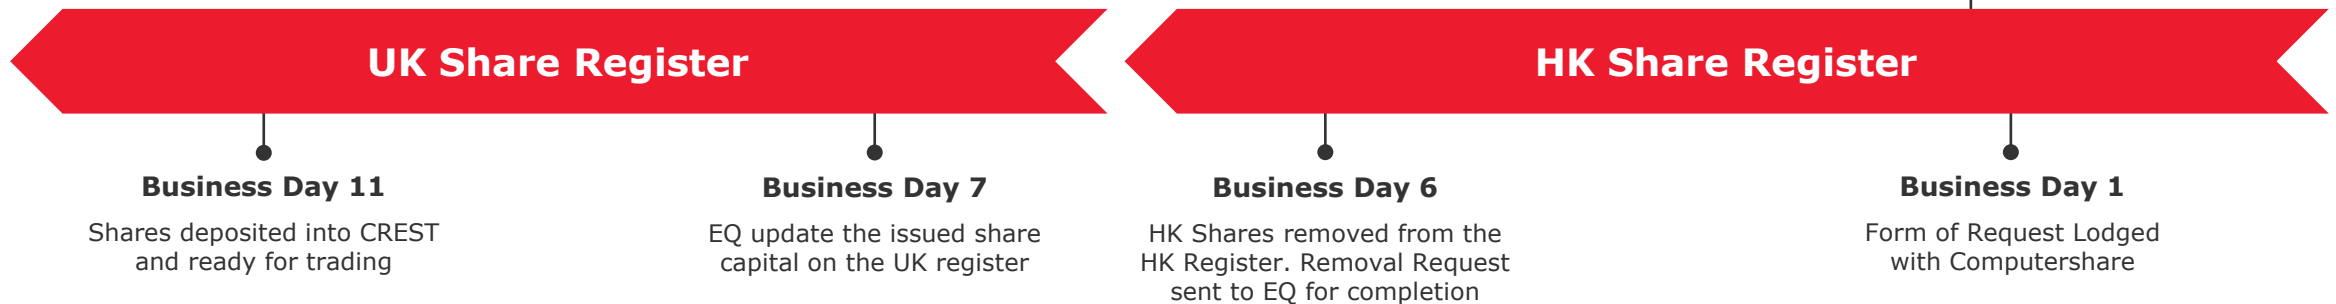 UK Share Register
HK Share Register
Business Day 11
Shares deposited into CREST
and ready for trading
Business Day 7
EQ update the issued share
capital on the UK register
Business Day 6
HK Shares removed from the
HK Register. Removal Request
sent to EQ for completion
Business Day 1
Form of Request Lodged
with Computershare